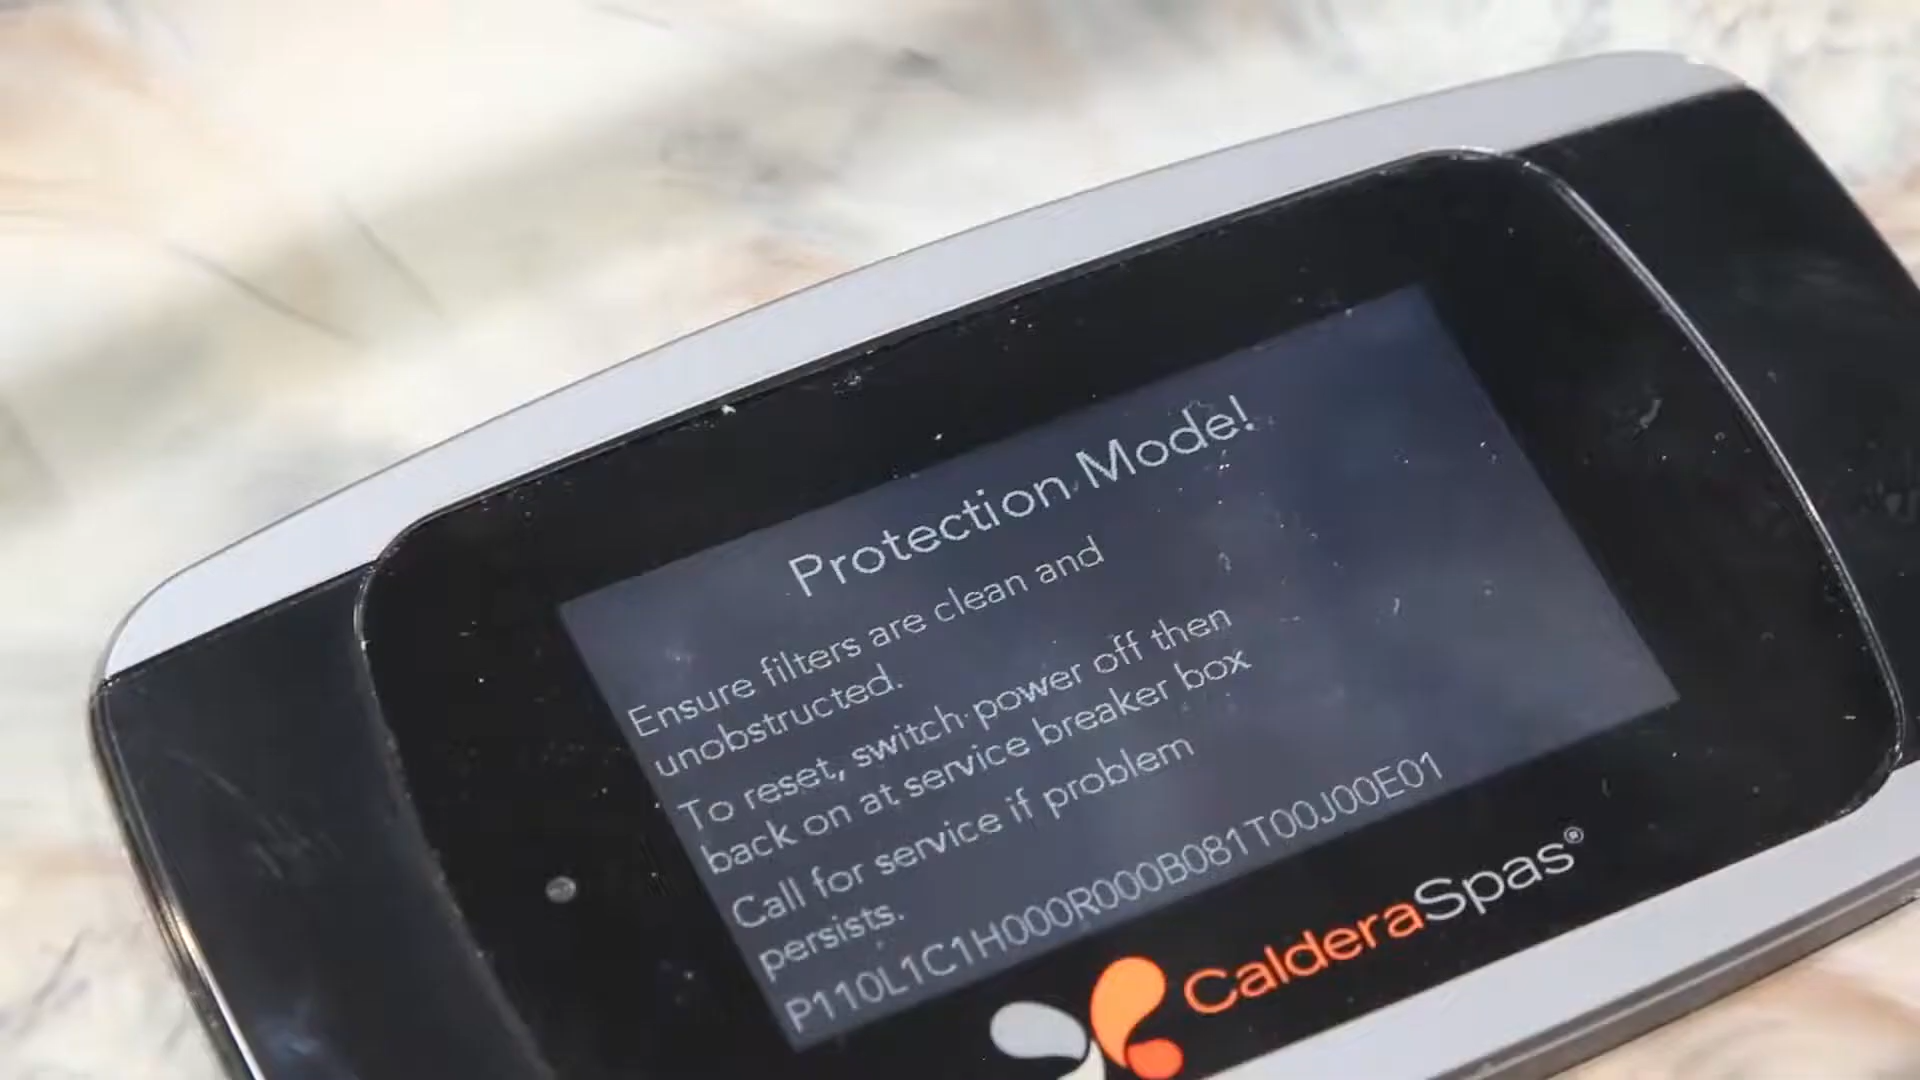 Protection Mode!
Ensure filters are clean and
unobstructed.
To reset, switch power off then
back on at service breaker box
Call for service if problem
persists.
P110L1C1H000R000B081T00J00E01
CalderaSpas®